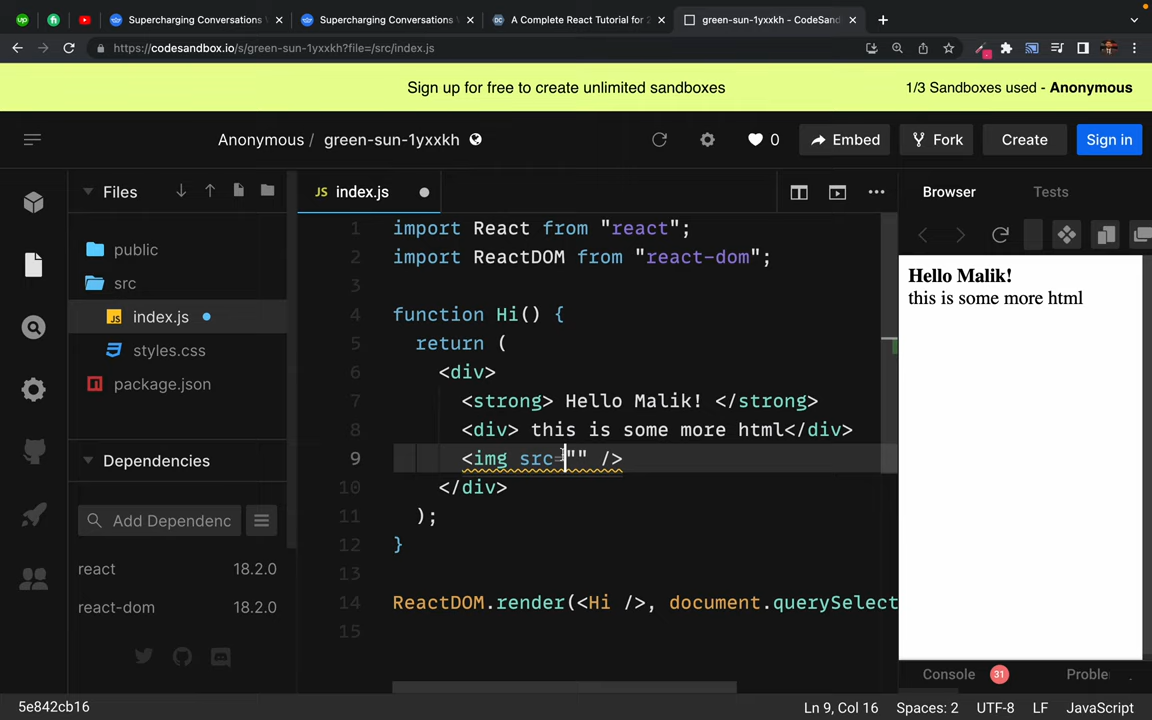 Supercharging Conversations
Supercharging Conversations
A Complete React Tutorial for 2
green-sun-1yxxkh - CodeSand
https://codesandbox.io/s/green-sun-1yxxkh?file=/src/index.js
Sign up for free to create unlimited sandboxes
1/3 Sandboxes used - Anonymous
Anonymous / green-sun-1yxxkh
0
Embed
Fork
Create
Sign in
Files
JS index.js
Browser
Tests
public
src
JS index.js
styles.css
package.json
Dependencies
Add Dependenc
react 18.2.0
react-dom 18.2.0
1 import React from "react";
2 import ReactDOM from "react-dom";
3
4 function Hi() {
5 return (
6 <div>
7 <strong> Hello Malik! </strong>
8 <div> this is some more html</div>
9 <img src="" />
10 </div>
11 );
12 }
13
14 ReactDOM.render(<Hi />, document.querySelect
15
Hello Malik!
this is some more html
Console 31
Proble
5e842cb16
Ln 9, Col 16
Spaces: 2
UTF-8
LF
JavaScript